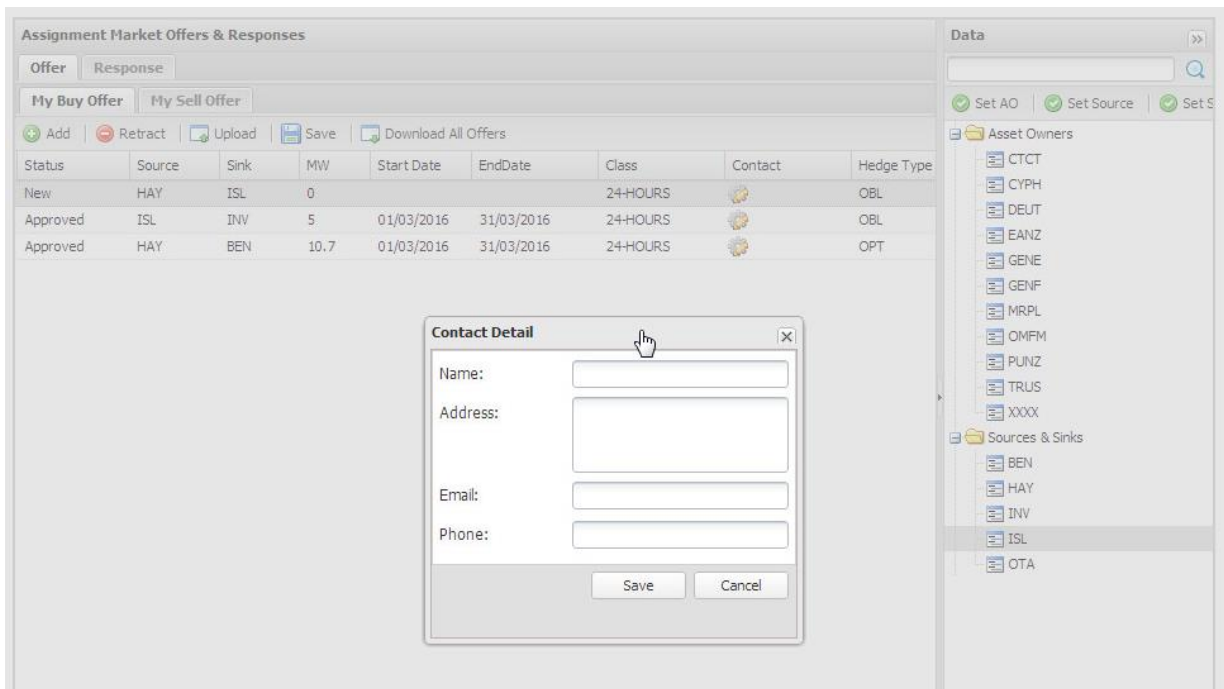 Assignment Market Offers & Responses
Offer Response
My Buy Offer My Sell Offer
Add Retract Upload Save Download All Offers
Status Source Sink MW Start Date EndDate Class Contact Hedge Type
New HAY ISL 0 24-HOURS OBL
Approved ISL INV 5 01/03/2016 31/03/2016 24-HOURS OBL
Approved HAY BEN 10.7 01/03/2016 31/03/2016 24-HOURS OPT
Contact Detail
Name:
Address:
Email:
Phone:
Save Cancel
Data
Set AO Set Source Set S
Asset Owners
CTCT
CYPH
DEUT
EANZ
GENE
GENF
MRPL
OMFM
PUNZ
TRUS
XXXX
Sources & Sinks
BEN
HAY
INV
ISL
OTA